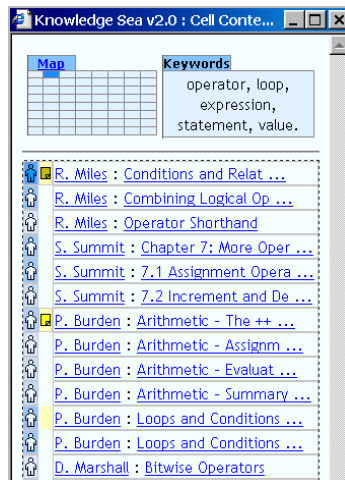 Knowledge Sea v2.0 : Cell Conte...
Map
Keywords
operator, loop,
expression,
statement, value.
R. Miles : Conditions and Relat ...
R. Miles : Combining Logical Op ...
R. Miles : Operator Shorthand
S. Summit : Chapter 7: More Oper ...
S. Summit : 7.1 Assignment Opera ...
S. Summit : 7.2 Increment and De ...
P. Burden : Arithmetic - The ++ ...
P. Burden : Arithmetic - Assignm ...
P. Burden : Arithmetic - Evaluat ...
P. Burden : Arithmetic - Summary ...
P. Burden : Loops and Conditions ...
P. Burden : Loops and Conditions ...
D. Marshall : Bitwise Operators